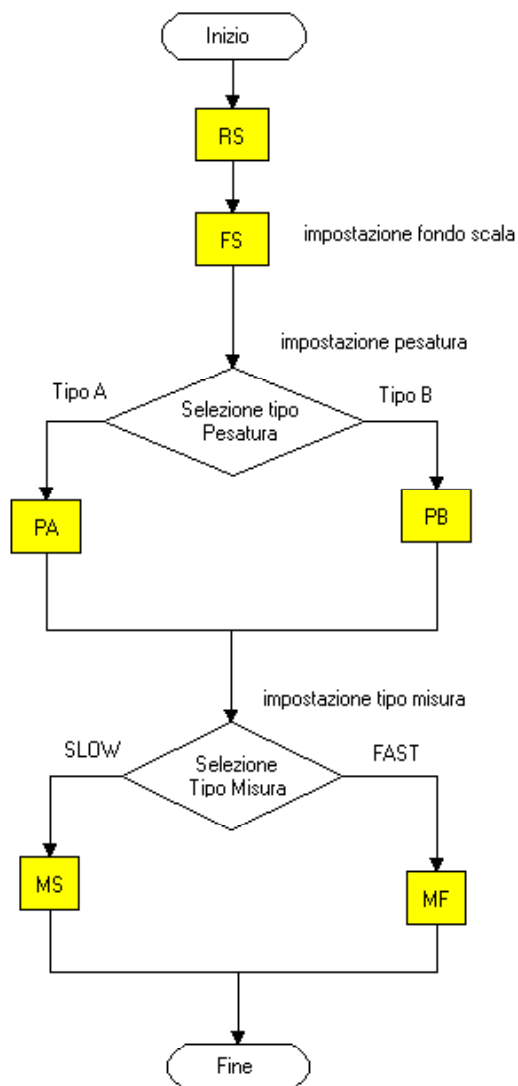 Inizio
RS
FS
impostazione fondo scala
impostazione pesatura
Tipo A
Selezione tipo
Pesatura
Tipo B
PA
PB
impostazione tipo misura
SLOW
Selezione
Tipo Misura
FAST
MS
MF
Fine